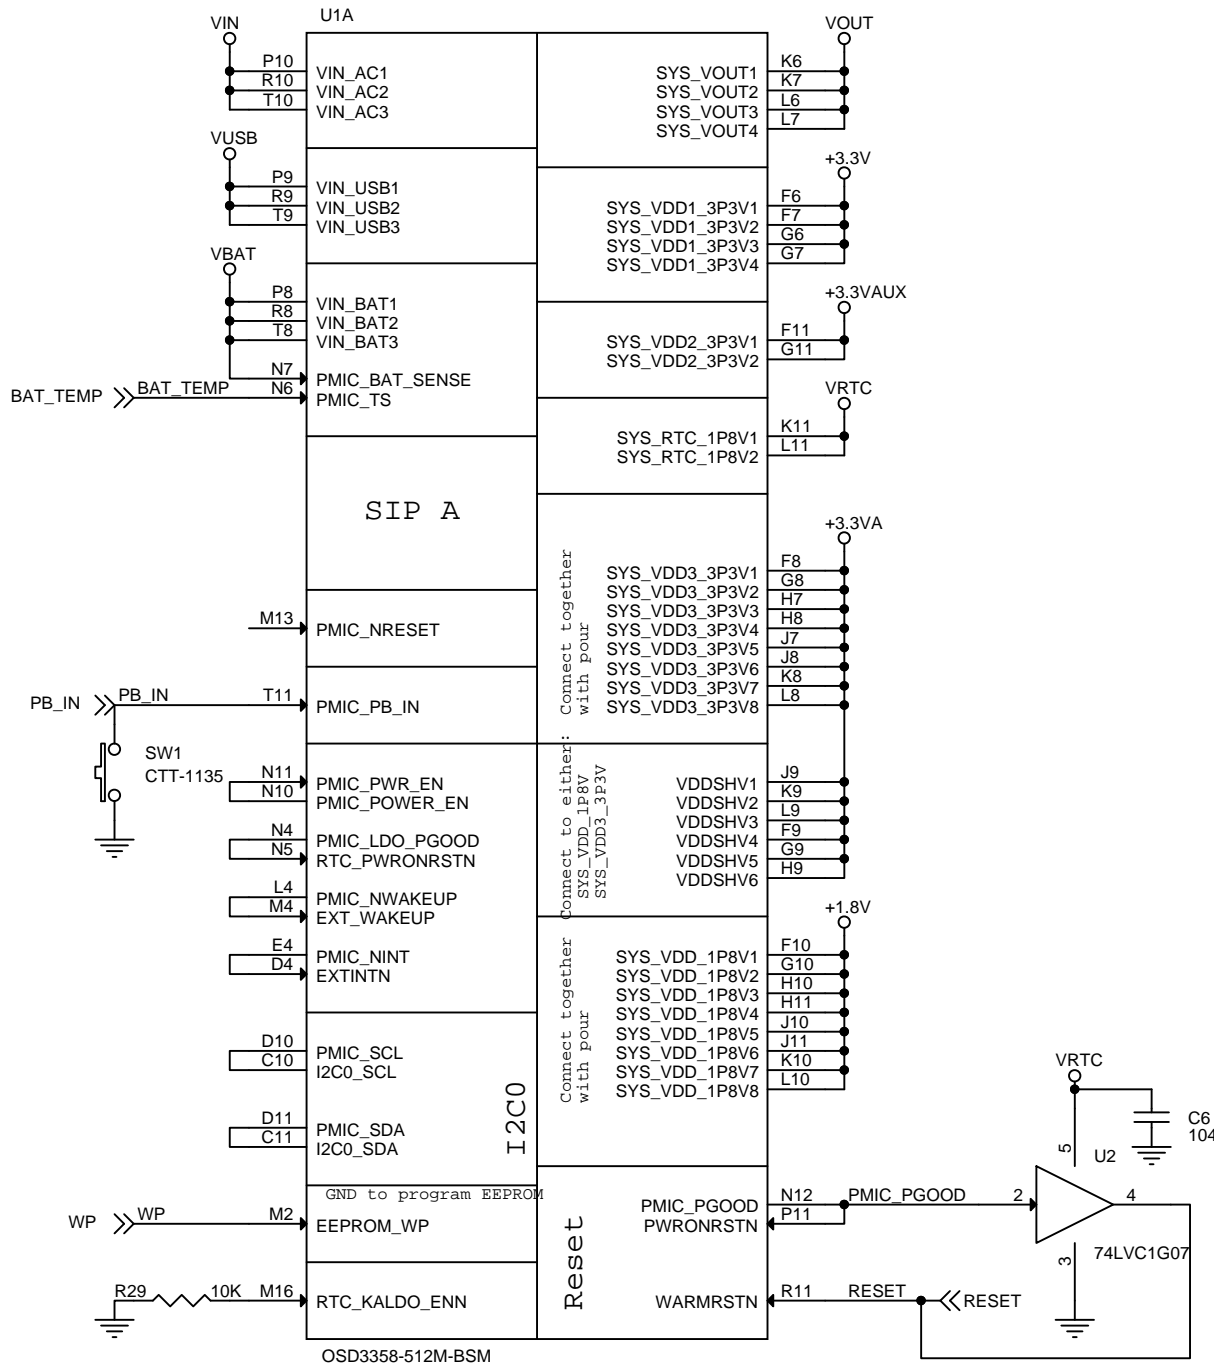 U1A
VIN
P10 VIN_AC1
R10 VIN_AC2
T10 VIN_AC3
VUSB
P9 VIN_USB1
R9 VIN_USB2
T9 VIN_USB3
VBAT
P8 VIN_BAT1
R8 VIN_BAT2
T8 VIN_BAT3
N7 PMIC_BAT_SENSE
BAT_TEMP BAT_TEMP N6 PMIC_TS
SIP A
M13 PMIC_NRESET
PB_IN PB_IN T11 PMIC_PB_IN
SW1
CTT-1135
N11 PMIC_PWR_EN
N10 PMIC_POWER_EN
N4 PMIC_LDO_PGOOD
N5 RTC_PWRONRSTN
L4 PMIC_NWAKEUP
M4 EXT_WAKEUP
E4 PMIC_NINT
D4 EXTINTN
D10 PMIC_SCL
C10 I2C0_SCL
D11 PMIC_SDA
C11 I2C0_SDA
I2C0
GND to program EEPROM
WP WP M2 EEPROM_WP
R29 10K M16 RTC_KALDO_ENN
OSD3358-512M-BSM
VOUT
SYS_VOUT1 K6
SYS_VOUT2 K7
SYS_VOUT3 L6
SYS_VOUT4 L7
+3.3V
SYS_VDD1_3P3V1 F6
SYS_VDD1_3P3V2 F7
SYS_VDD1_3P3V3 G6
SYS_VDD1_3P3V4 G7
+3.3VAUX
SYS_VDD2_3P3V1 F11
SYS_VDD2_3P3V2 G11
VRTC
SYS_RTC_1P8V1 K11
SYS_RTC_1P8V2 L11
+3.3VA
Connect together
with pour
SYS_VDD3_3P3V1 F8
SYS_VDD3_3P3V2 G8
SYS_VDD3_3P3V3 H7
SYS_VDD3_3P3V4 H8
SYS_VDD3_3P3V5 J7
SYS_VDD3_3P3V6 J8
SYS_VDD3_3P3V7 K8
SYS_VDD3_3P3V8 L8
Connect to either:
SYS_VDD_1P8V
SYS_VDD3_3P3V
VDDSHV1 J9
VDDSHV2 K9
VDDSHV3 L9
VDDSHV4 F9
VDDSHV5 G9
VDDSHV6 H9
+1.8V
Connect together
with pour
SYS_VDD_1P8V1 F10
SYS_VDD_1P8V2 G10
SYS_VDD_1P8V3 H10
SYS_VDD_1P8V4 H11
SYS_VDD_1P8V5 J10
SYS_VDD_1P8V6 J11
SYS_VDD_1P8V7 K10
SYS_VDD_1P8V8 L10
Reset
PMIC_PGOOD N12 PMIC_PGOOD 2
PWRONRSTN P11
WARMRSTN R11 RESET RESET
VRTC
C6
104
5
U2
4
74LVC1G07
3